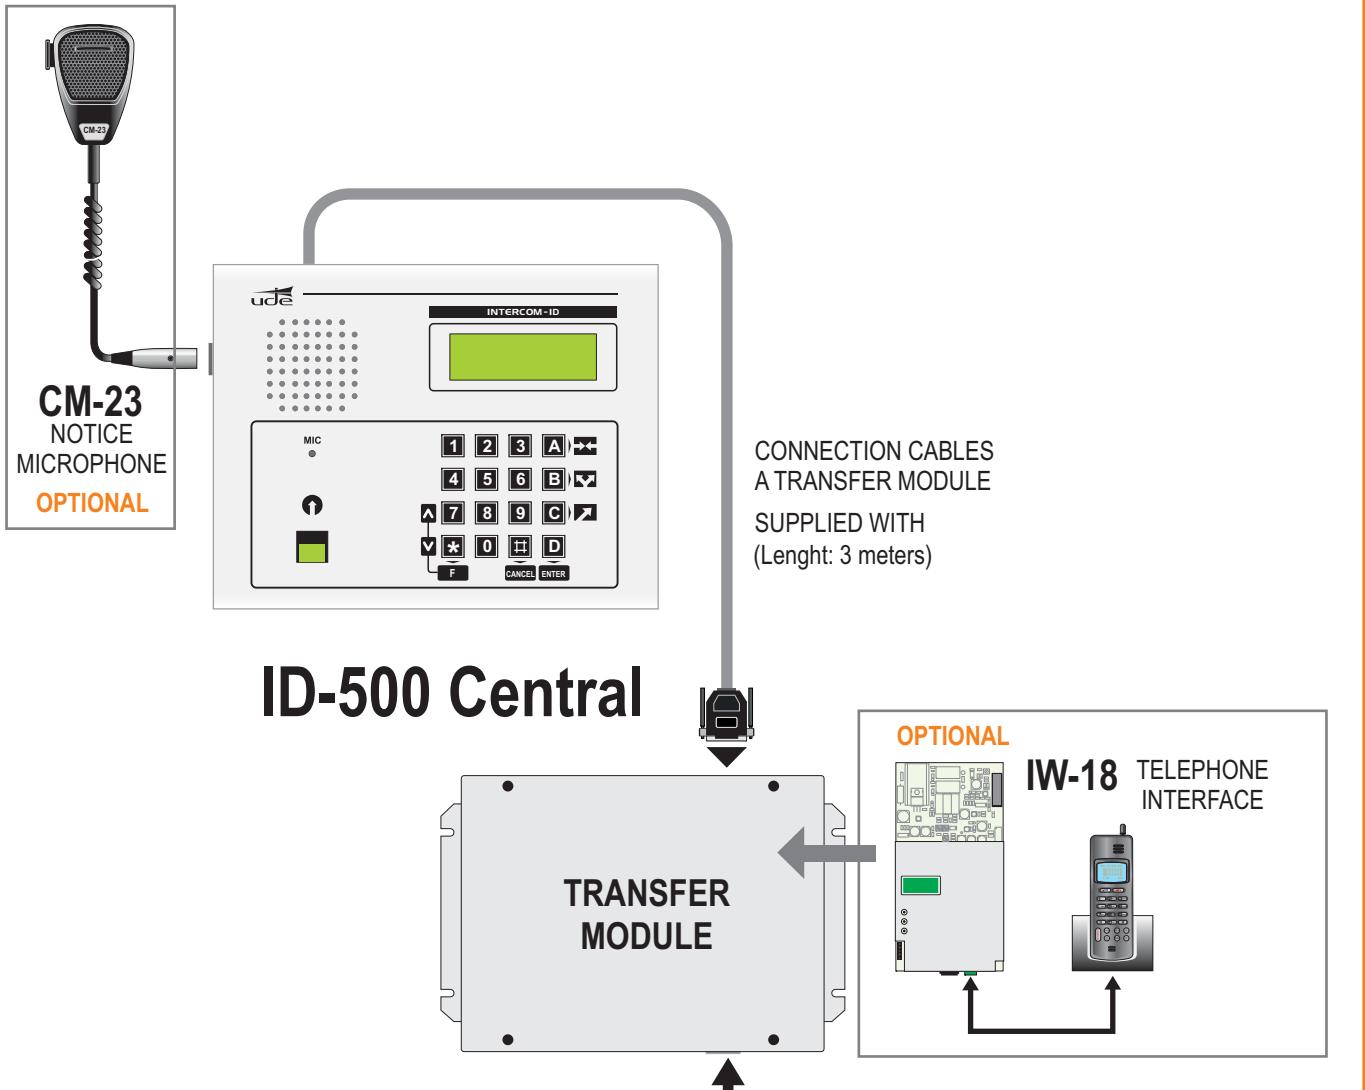 CM-23
CM-23
NOTICE
MICROPHONE
OPTIONAL
ude
INTERCOM-ID
MIC
1 2 3 A
4 5 6 B
7 8 9 C
* 0 # D
F CANCEL ENTER
CONNECTION CABLES
A TRANSFER MODULE
SUPPLIED WITH
(Lenght: 3 meters)
ID-500 Central
OPTIONAL
IW-18 TELEPHONE
INTERFACE
TRANSFER
MODULE